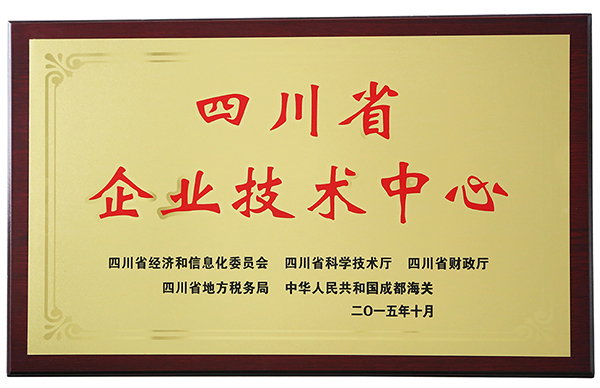 四川省
企业技术中心
四川省经济和信息化委员会 四川省科学技术厅 四川省财政厅
四川省地方税务局 中华人民共和国成都海关
二〇一五年十月